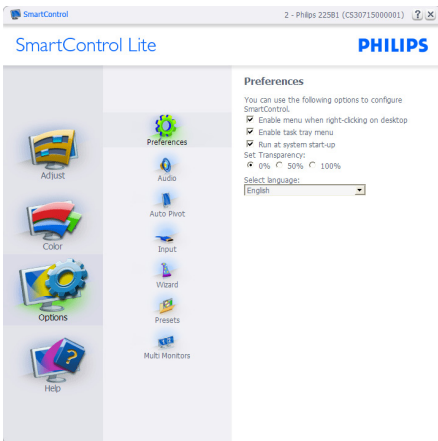 SmartControl
2 - Philips 225B1 (CS30715000001)
SmartControl Lite
PHILIPS
Adjust
Color
Options
Help
Preferences
Audio
Auto Pivot
Input
Wizard
Presets
Multi Monitors
Preferences
You can use the following options to configure
SmartControl.
Enable menu when right-clicking on desktop
Enable task tray menu
Run at system start-up
Set Transparency:
0% 50% 100%
Select language:
English